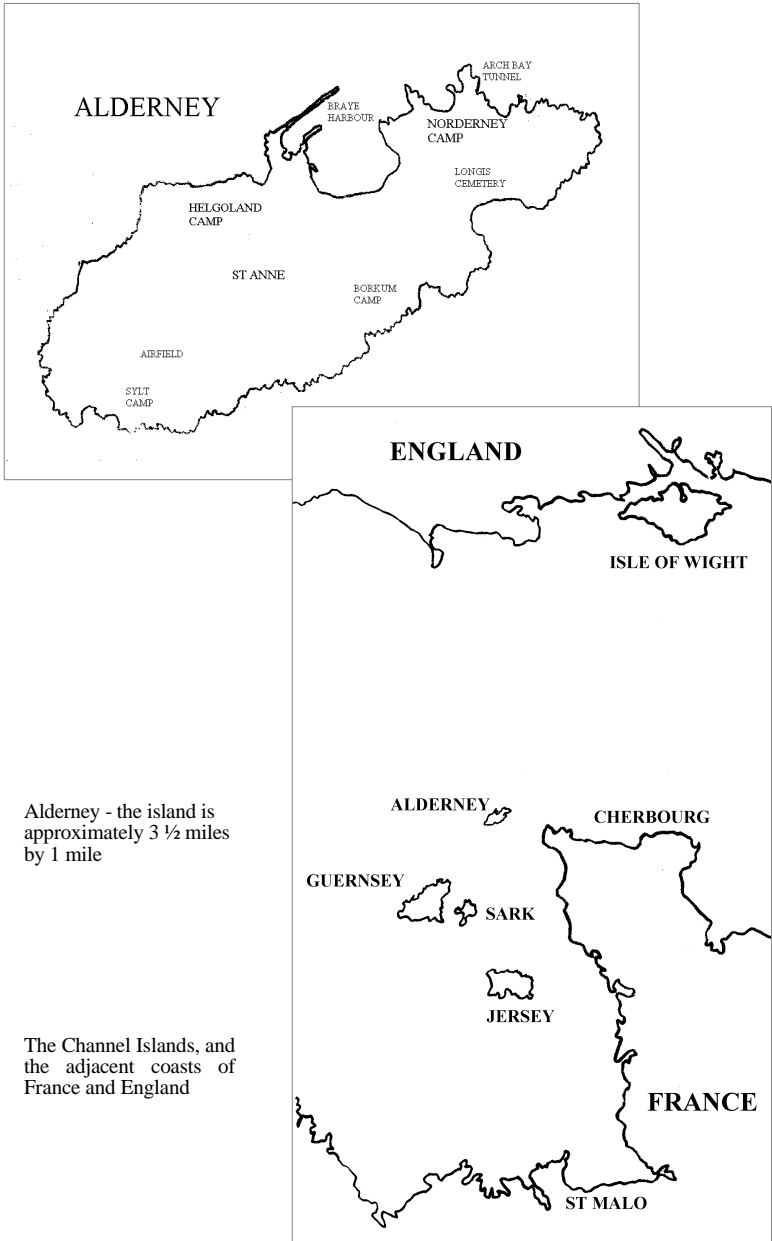 ALDERNEY
ARCH BAY
TUNNEL
BRAYE
HARBOUR
NORDERNEY
CAMP
LONGIS
CEMETERY
HELGOLAND
CAMP
ST ANNE
BORKUM
CAMP
AIRFIELD
SYLT
CAMP
ENGLAND
ISLE OF WIGHT
ALDERNEY
CHERBOURG
GUERNSEY
SARK
JERSEY
FRANCE
ST MALO
Alderney - the island is
approximately 3 ½ miles
by 1 mile
The Channel Islands, and
the adjacent coasts of
France and England